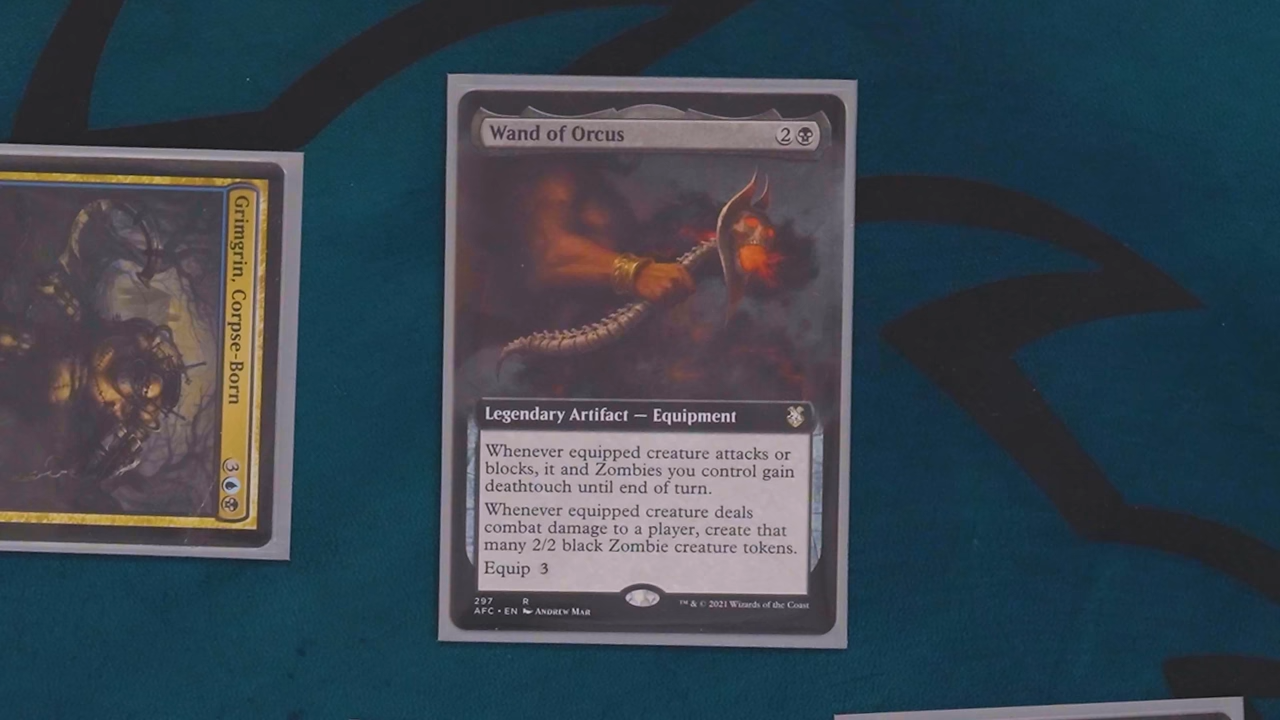 Grimgrin, Corpse-Born
3
Wand of Orcus
2
Legendary Artifact — Equipment
Whenever equipped creature attacks or
blocks, it and Zombies you control gain
deathtouch until end of turn.
Whenever equipped creature deals
combat damage to a player, create that
many 2/2 black Zombie creature tokens.
Equip 3
297 R
AFC • EN ANDREW MAR
™ & © 2021 Wizards of the Coast